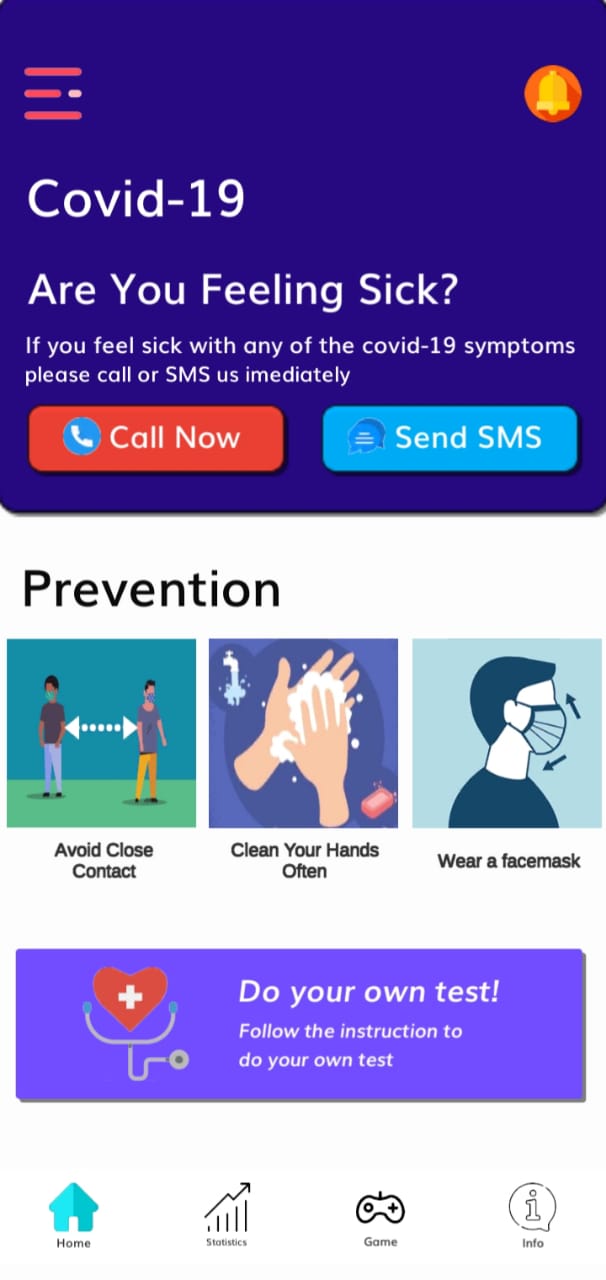 Covid-19
Are You Feeling Sick?
If you feel sick with any of the covid-19 symptoms
please call or SMS us imediately
Call Now
Send SMS
Prevention
Avoid Close
Contact
Clean Your Hands
Often
Wear a facemask
Do your own test!
Follow the instruction to
do your own test
Home
Statistics
Game
Info